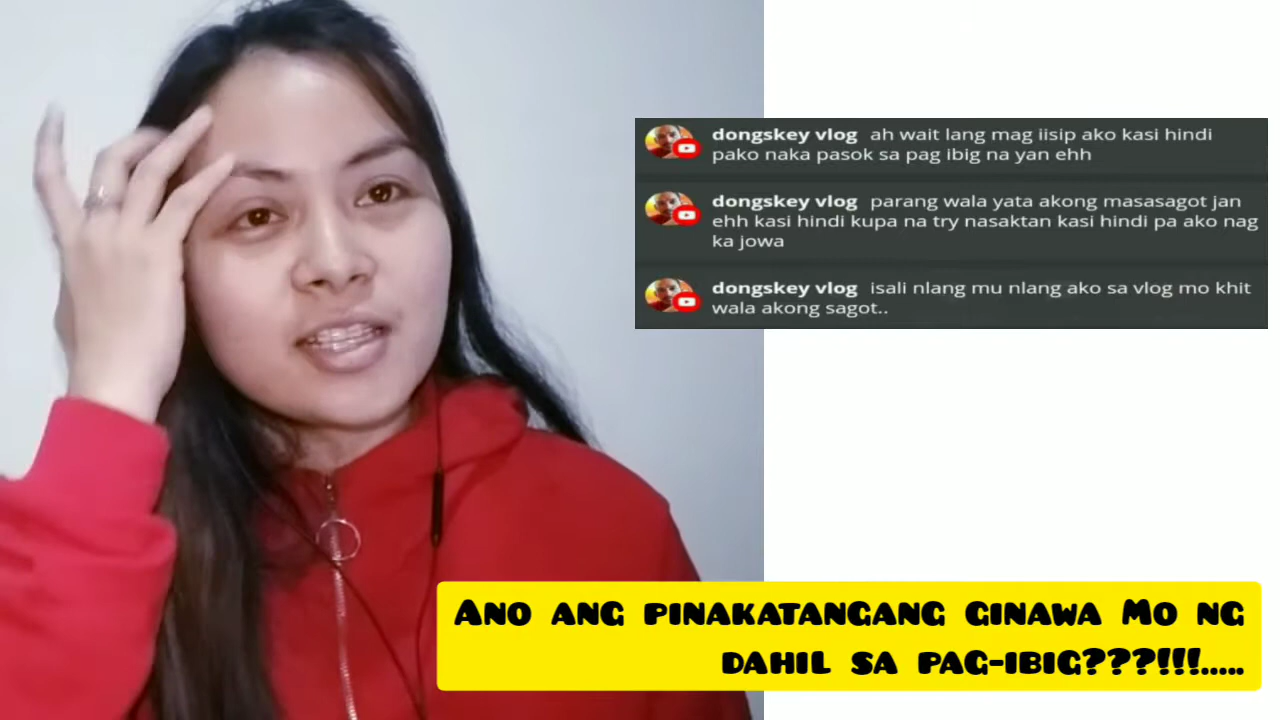 dongskey vlog ah wait lang mag iisip ako kasi hindi
pako naka pasok sa pag ibig na yan ehh
dongskey vlog parang wala yata akong masasagot jan
ehh kasi hindi kupa na try nasaktan kasi hindi pa ako nag
ka jowa
dongskey vlog isali nlang mu nlang ako sa vlog mo khit
wala akong sagot..
Ano ang pinakatangang ginawa Mo ng
dahil sa pag-ibig???!!!.....